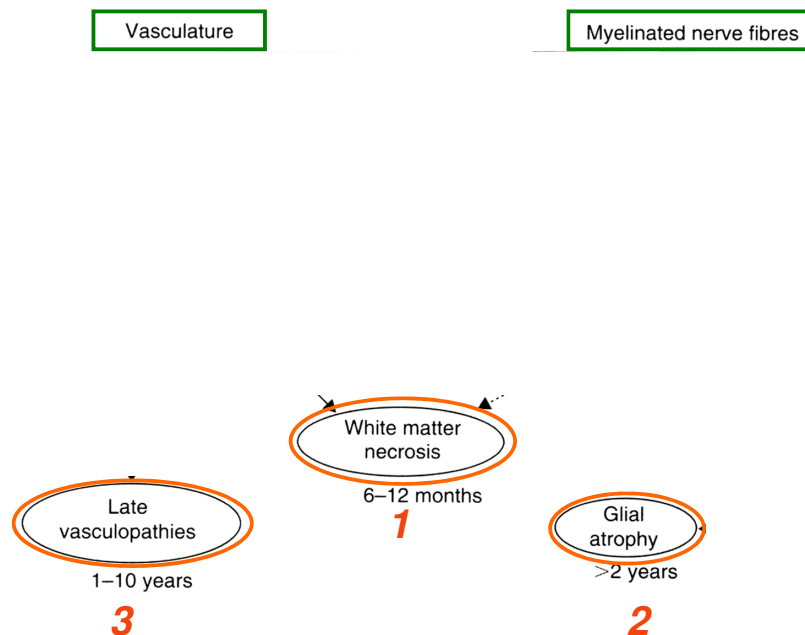 Vasculature
Myelinated nerve fibres
White matter
necrosis
6–12 months
1
Late
vasculopathies
1–10 years
3
Glial
atrophy
>2 years
2